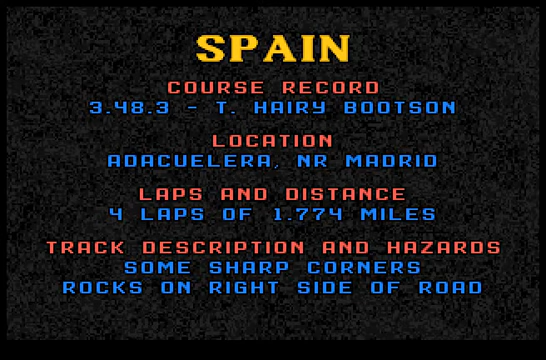 SPAIN
COURSE RECORD
3.48.3 - T. HAIRY BOOTSON
LOCATION
ADACUELERA, NR MADRID
LAPS AND DISTANCE
4 LAPS OF 1.774 MILES
TRACK DESCRIPTION AND HAZARDS
SOME SHARP CORNERS
ROCKS ON RIGHT SIDE OF ROAD